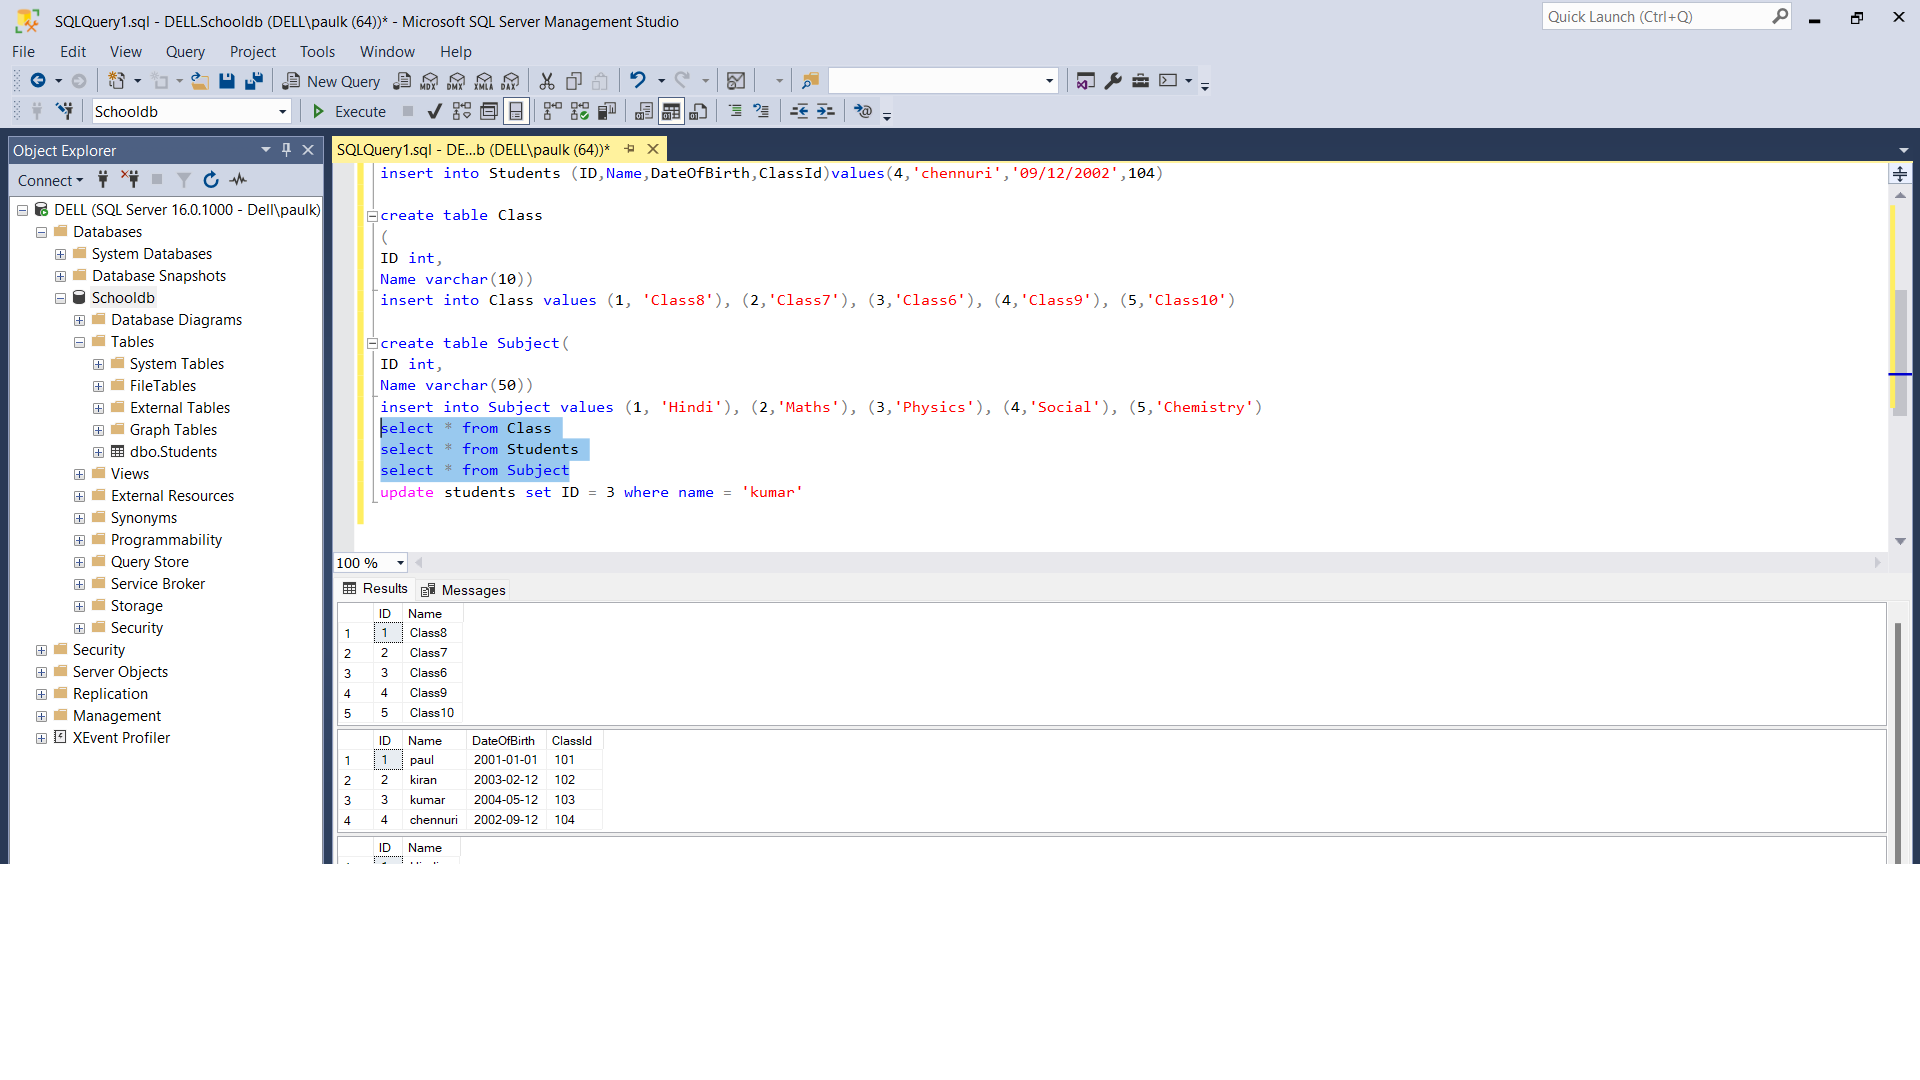 SQLQuery1.sql - DELL.Schooldb (DELL\paulk (64))* - Microsoft SQL Server Management Studio
Quick Launch (Ctrl+Q)
File Edit View Query Project Tools Window Help
New Query MDX DMX XMLA DAX
Schooldb Execute
Object Explorer
Connect
DELL (SQL Server 16.0.1000 - Dell\paulk)
Databases
System Databases
Database Snapshots
Schooldb
Database Diagrams
Tables
System Tables
FileTables
External Tables
Graph Tables
dbo.Students
Views
External Resources
Synonyms
Programmability
Query Store
Service Broker
Storage
Security
Security
Server Objects
Replication
Management
XEvent Profiler
SQLQuery1.sql - DE...b (DELL\paulk (64))*
insert into Students (ID,Name,DateOfBirth,ClassId)values(4,'chennuri','09/12/2002',104)
create table Class
(
ID int,
Name varchar(10))
insert into Class values (1, 'Class8'), (2,'Class7'), (3,'Class6'), (4,'Class9'), (5,'Class10')
create table Subject(
ID int,
Name varchar(50))
insert into Subject values (1, 'Hindi'), (2,'Maths'), (3,'Physics'), (4,'Social'), (5,'Chemistry')
select * from Class
select * from Students
select * from Subject
update students set ID = 3 where name = 'kumar'
100 %
Results Messages
ID Name
1 1 Class8
2 2 Class7
3 3 Class6
4 4 Class9
5 5 Class10
ID Name DateOfBirth ClassId
1 1 paul 2001-01-01 101
2 2 kiran 2003-02-12 102
3 3 kumar 2004-05-12 103
4 4 chennuri 2002-09-12 104
ID Name